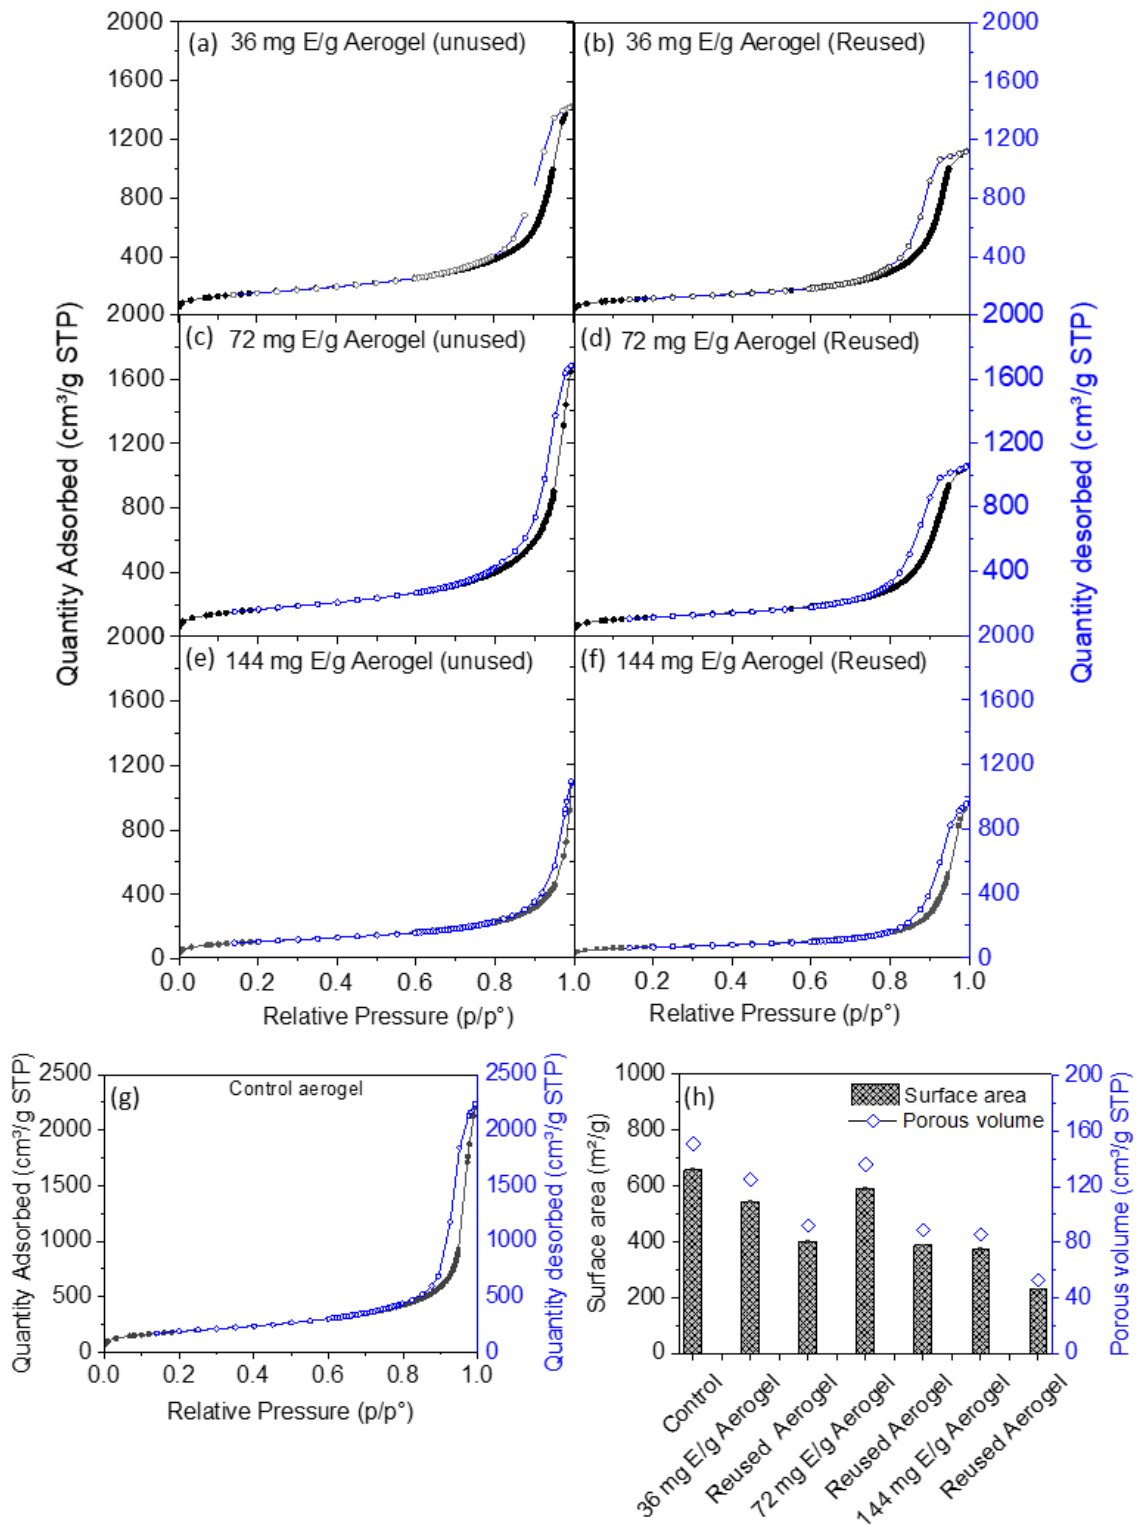 (a) 36 mg E/g Aerogel (unused)
(b) 36 mg E/g Aerogel (Reused)
2000
1600
1200
800
400
2000
1600
1200
800
400
(c) 72 mg E/g Aerogel (unused)
(d) 72 mg E/g Aerogel (Reused)
2000
1600
1200
800
400
2000
1600
1200
800
400
(e) 144 mg E/g Aerogel (unused)
(f) 144 mg E/g Aerogel (Reused)
2000
1600
1200
800
400
0
2000
1600
1200
800
400
0
Quantity Adsorbed (cm³/g STP)
Quantity desorbed (cm³/g STP)
0.0 0.2 0.4 0.6 0.8 1.0
0.2 0.4 0.6 0.8 1.0
Relative Pressure (p/p°)
Relative Pressure (p/p°)
(g) Control aerogel
2500
2000
1500
1000
500
0
2500
2000
1500
1000
500
0
Quantity Adsorbed (cm³/g STP)
Quantity desorbed (cm³/g STP)
0.0 0.2 0.4 0.6 0.8 1.0
Relative Pressure (p/p°)
(h)
Surface area
Porous volume
1000
800
600
400
200
0
200
160
120
80
40
0
Surface area (m²/g)
Porous volume (cm³/g STP)
Control
36 mg E/g Aerogel
Reused Aerogel
72 mg E/g Aerogel
Reused Aerogel
144 mg E/g Aerogel
Reused Aerogel